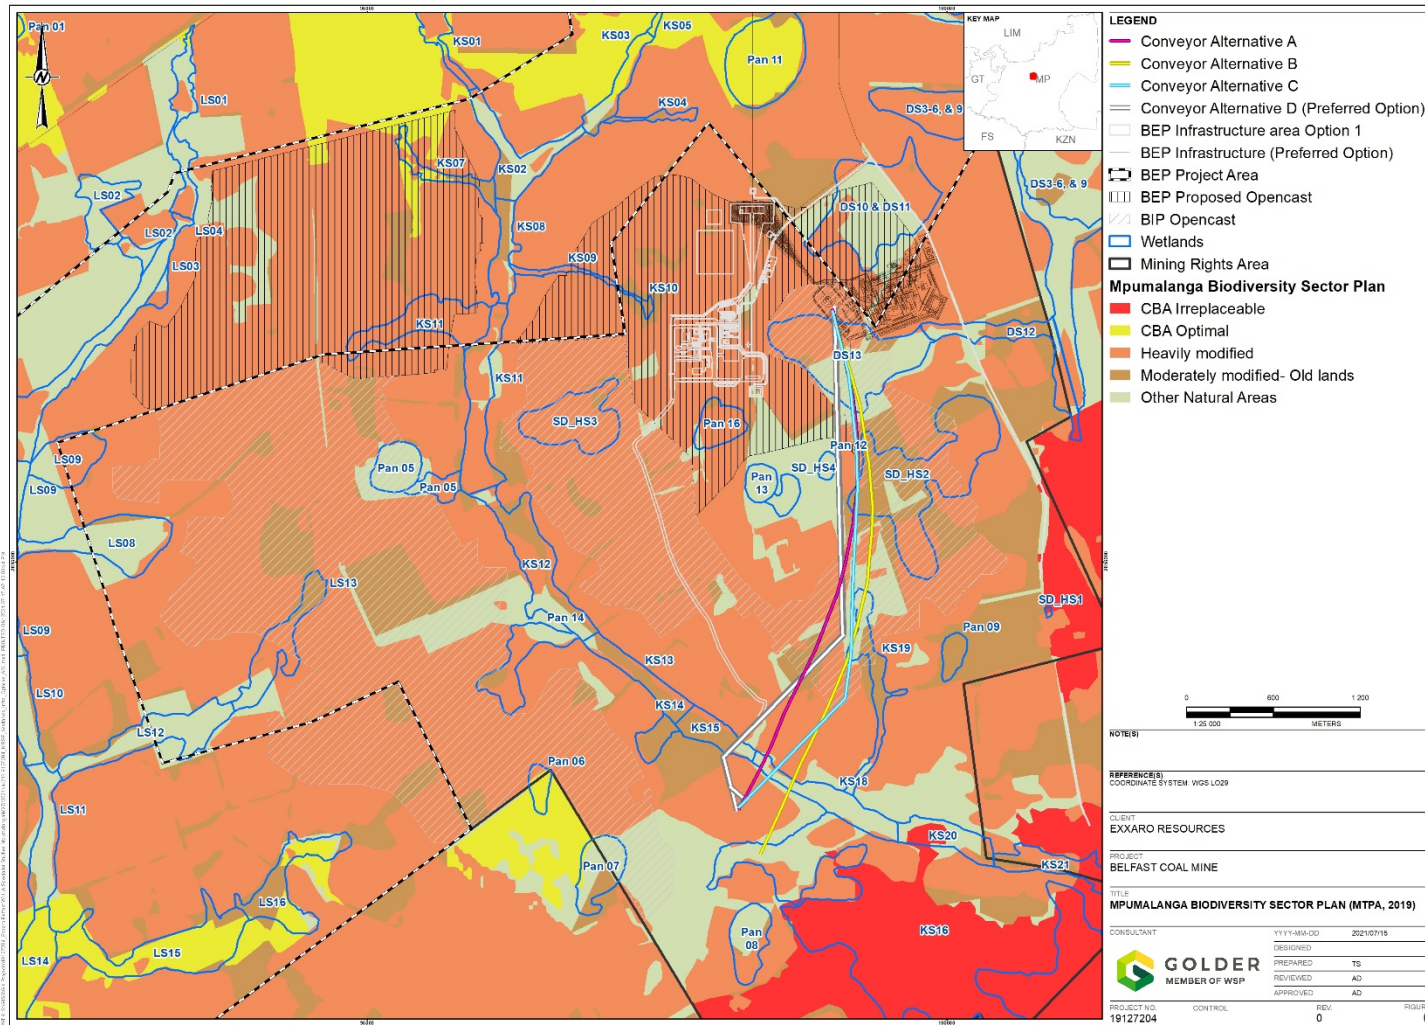 Pan 01
KS01
KS03
KS05
Pan 11
KEY MAP
LIM
GT
MP
FS
KZN
LS01
KS04
DS3-6, & 9
KS07
KS02
DS3-6, & 9
LS02
LS02
LS04
KS08
DS10 & DS11
LS03
KS09
KS10
KS11
DS12
DS13
KS11
SD_HS3
Pan 16
Pan 12
LS09
Pan 05
SD_HS4
SD_HS2
LS09
Pan 05
Pan
13
LS08
KS12
LS13
SD_HS1
Pan 14
LS09
Pan 09
KS19
KS13
LS10
KS14
KS15
LS12
Pan 06
KS18
LS11
KS20
Pan 07
KS21
LS16
KS16
Pan
08
LS15
LS14
LEGEND
Conveyor Alternative A
Conveyor Alternative B
Conveyor Alternative C
Conveyor Alternative D (Preferred Option)
BEP Infrastructure area Option 1
BEP Infrastructure (Preferred Option)
BEP Project Area
BEP Proposed Opencast
BIP Opencast
Wetlands
Mining Rights Area
Mpumalanga Biodiversity Sector Plan
CBA Irreplaceable
CBA Optimal
Heavily modified
Moderately modified- Old lands
Other Natural Areas
0 600 1 200
1:25 000 METERS
NOTE(S)
REFERENCE(S)
COORDINATE SYSTEM: WGS LO29
CLIENT
EXXARO RESOURCES
PROJECT
BELFAST COAL MINE
TITLE
MPUMALANGA BIODIVERSITY SECTOR PLAN (MTPA, 2019)
CONSULTANT
YYYY-MM-DD 2021/07/15
DESIGNED
PREPARED TS
REVIEWED AD
APPROVED AD
GOLDER
MEMBER OF WSP
PROJECT NO. CONTROL REV. FIGUR
19127204 0